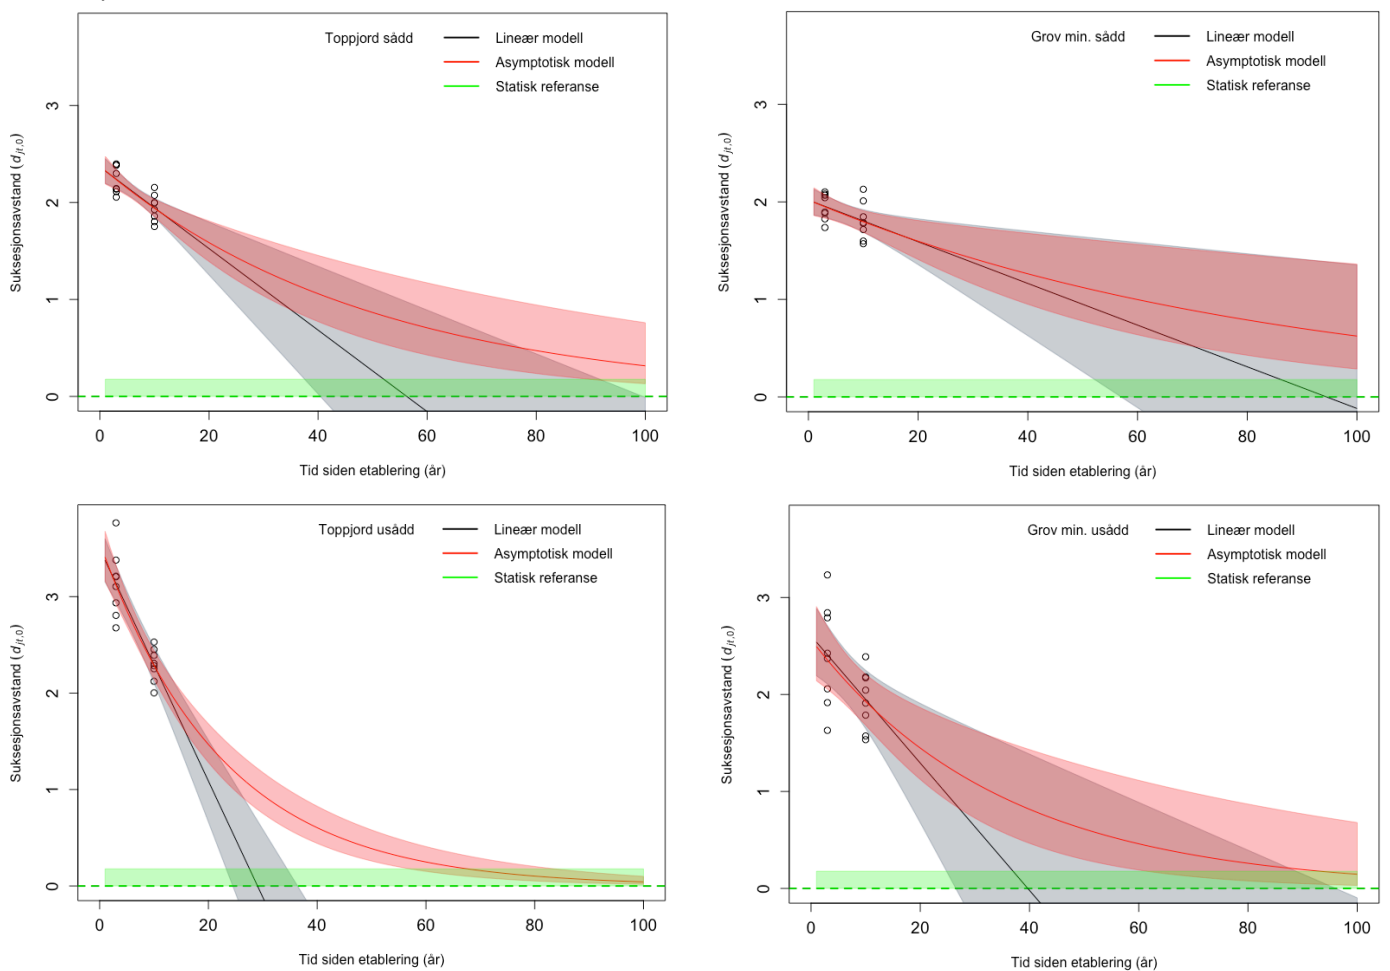 Toppjord sådd
Lineær modell
Asymptotisk modell
Statisk referanse
Suksesjonsavstand (d_{jt,0})
3
2
1
0
0 20 40 60 80 100
Tid siden etablering (år)
Grov min. sådd
Lineær modell
Asymptotisk modell
Statisk referanse
Suksesjonsavstand (d_{jt,0})
3
2
1
0
0 20 40 60 80 100
Tid siden etablering (år)
Toppjord usådd
Lineær modell
Asymptotisk modell
Statisk referanse
Suksesjonsavstand (d_{jt,0})
3
2
1
0
0 20 40 60 80 100
Tid siden etablering (år)
Grov min. usådd
Lineær modell
Asymptotisk modell
Statisk referanse
Suksesjonsavstand (d_{jt,0})
3
2
1
0
0 20 40 60 80 100
Tid siden etablering (år)